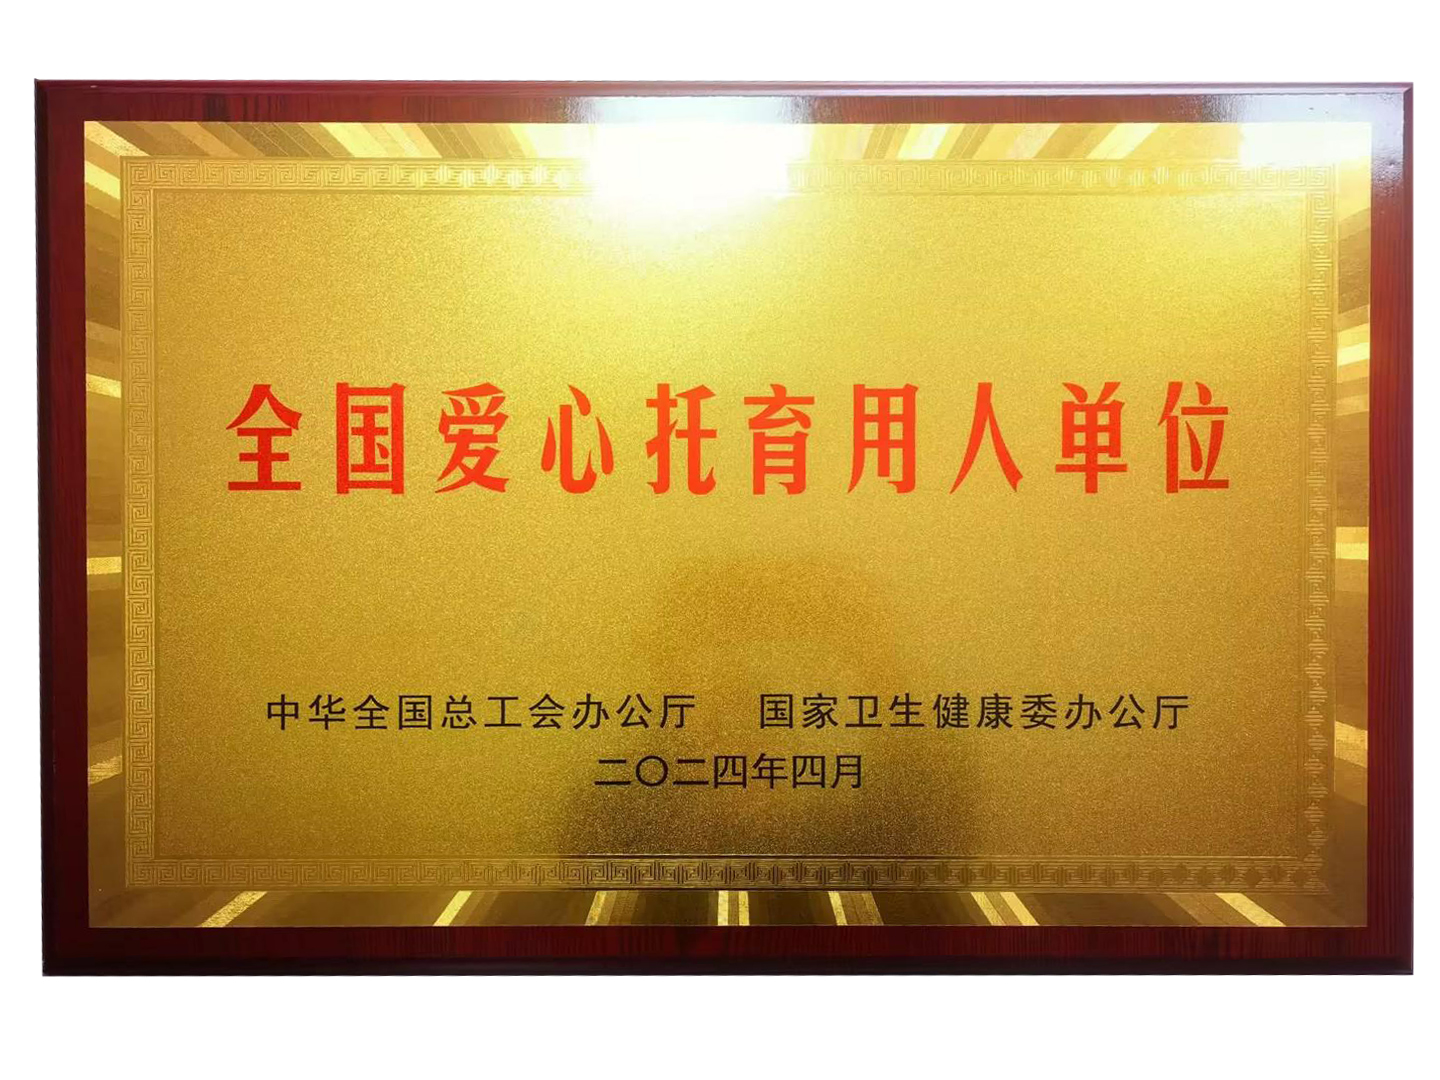 全国爱心托育用人单位
中华全国总工会办公厅 国家卫生健康委办公厅
二〇二四年四月